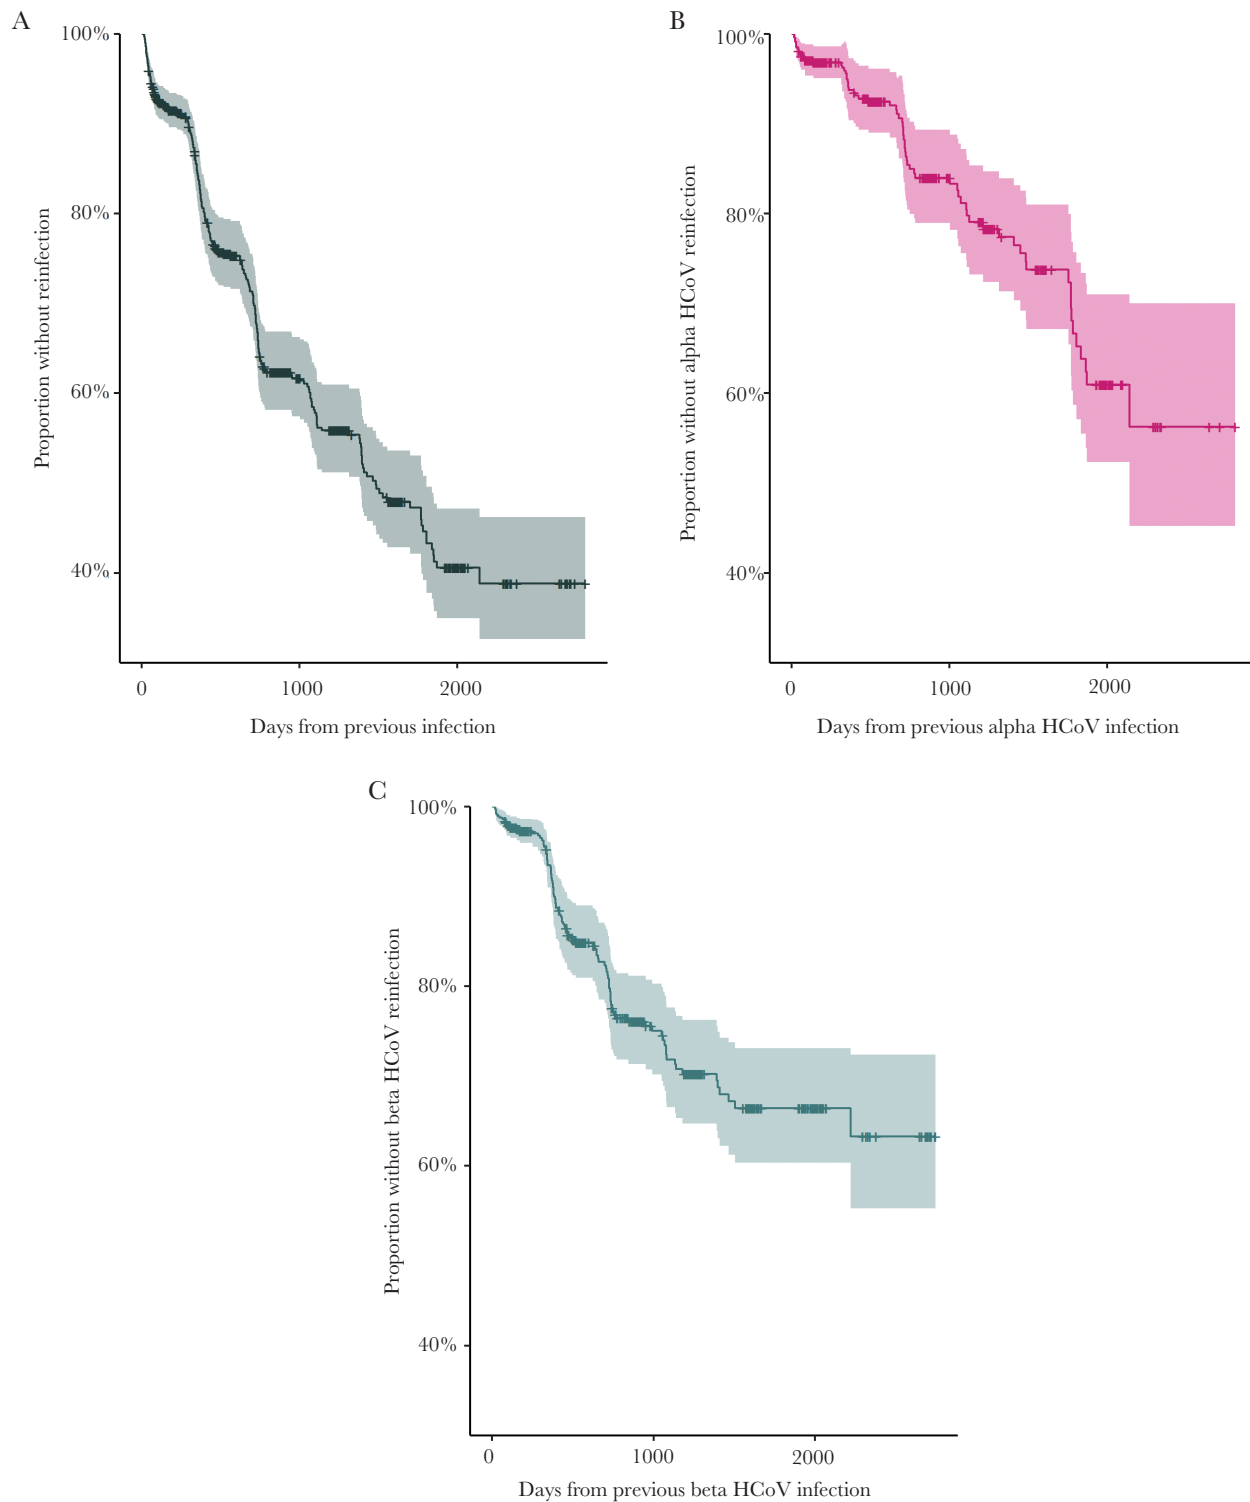 A
100%
80%
60%
40%
Proportion without reinfection
0 1000 2000
Days from previous infection
B
100%
80%
60%
40%
Proportion without alpha HCoV reinfection
0 1000 2000
Days from previous alpha HCoV infection
C
100%
80%
60%
40%
Proportion without beta HCoV reinfection
0 1000 2000
Days from previous beta HCoV infection